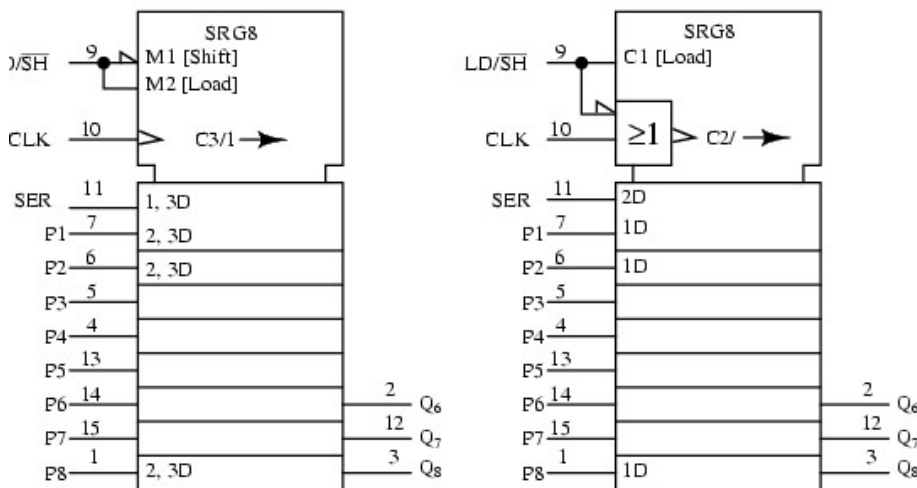 SRG8
9
D/S̅H̅
M1 [Shift]
M2 [Load]
CLK
10
C3/1
SER
11
1, 3D
P1
7
2, 3D
P2
6
2, 3D
P3
5
P4
4
P5
13
P6
14
2
Q6
P7
15
12
Q7
P8
1
2, 3D
3
Q8
SRG8
LD/S̅H̅
9
C1 [Load]
CLK
10
≥1
C2/
SER
11
2D
P1
7
1D
P2
6
1D
P3
5
P4
4
P5
13
P6
14
2
Q6
P7
15
12
Q7
P8
1
1D
3
Q8